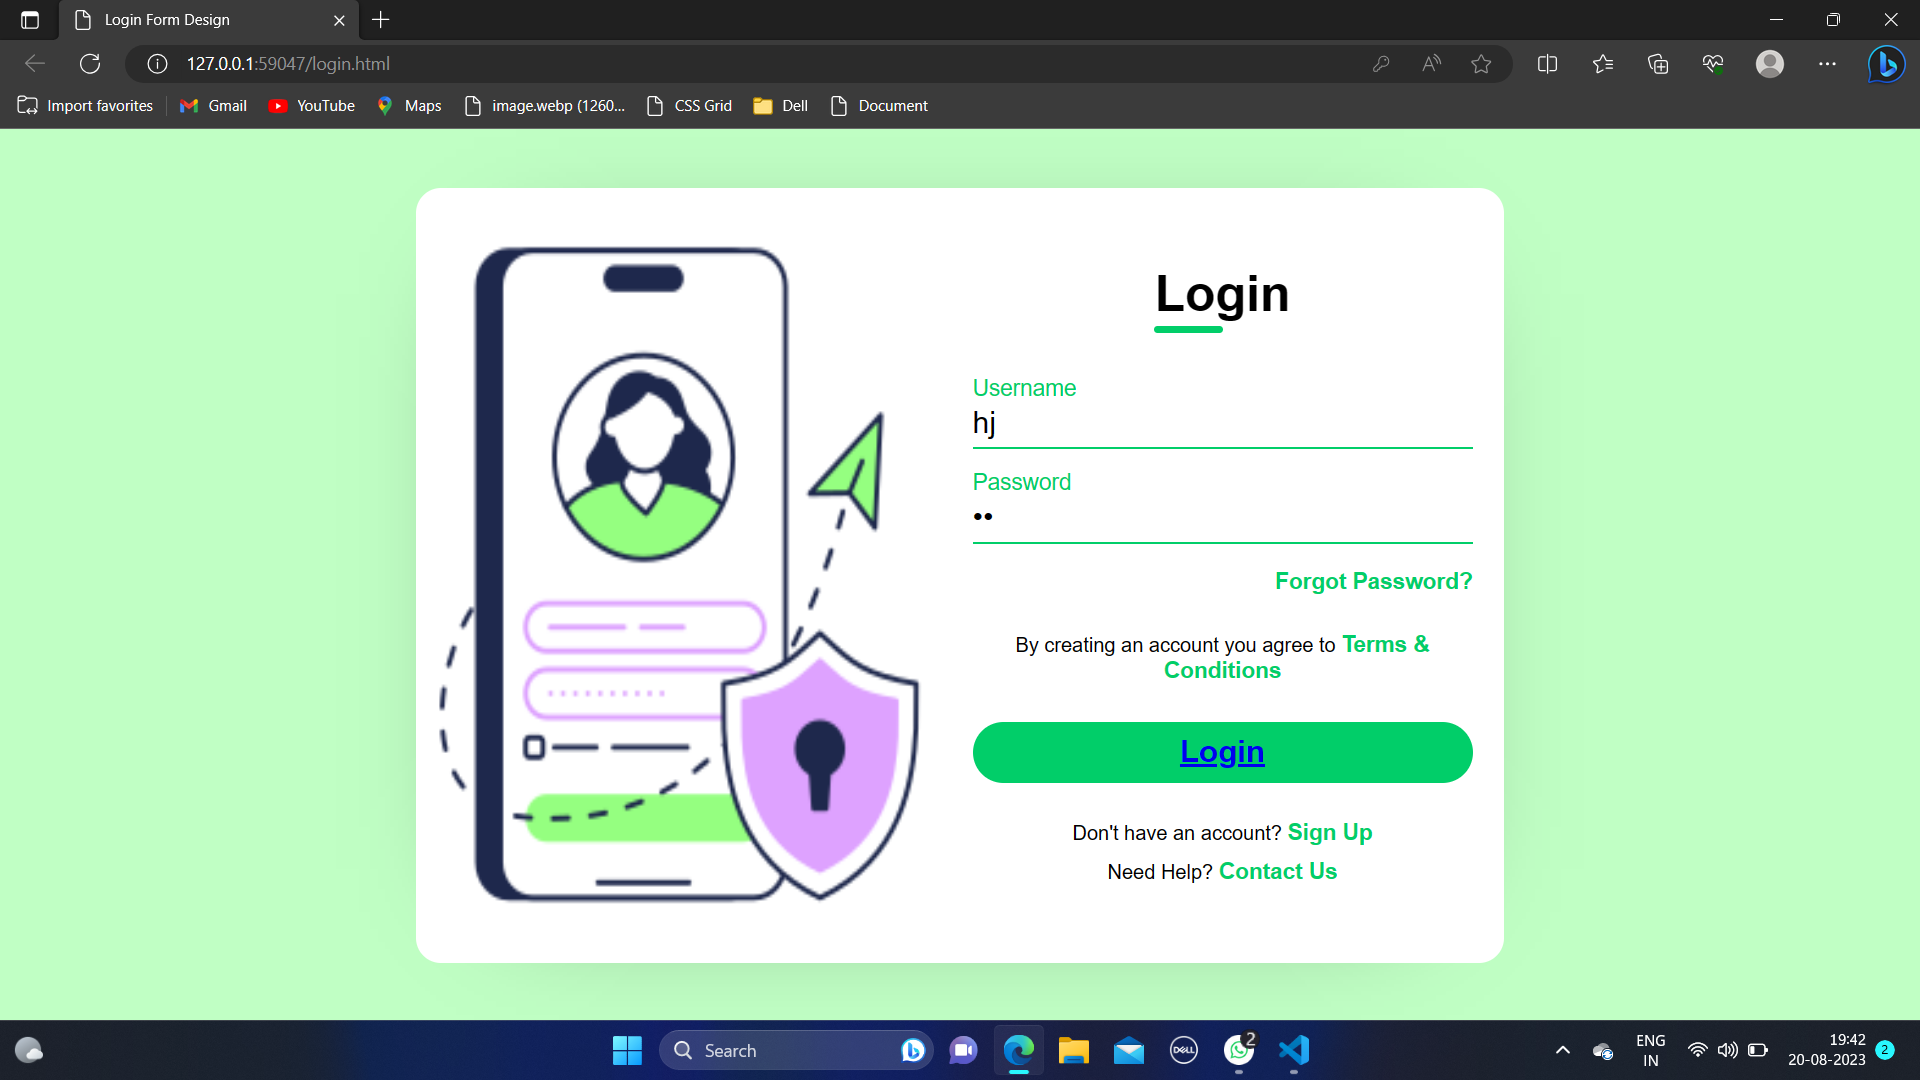 Login Form Design
127.0.0.1:59047/login.html
Import favorites
Gmail
YouTube
Maps
image.webp (1260...
CSS Grid
Dell
Document
Login
Username
hj
Password
••
Forgot Password?
By creating an account you agree to Terms &
Conditions
Login
Don't have an account? Sign Up
Need Help? Contact Us
Search
DELL
2
ENG
IN
19:42
20-08-2023
2